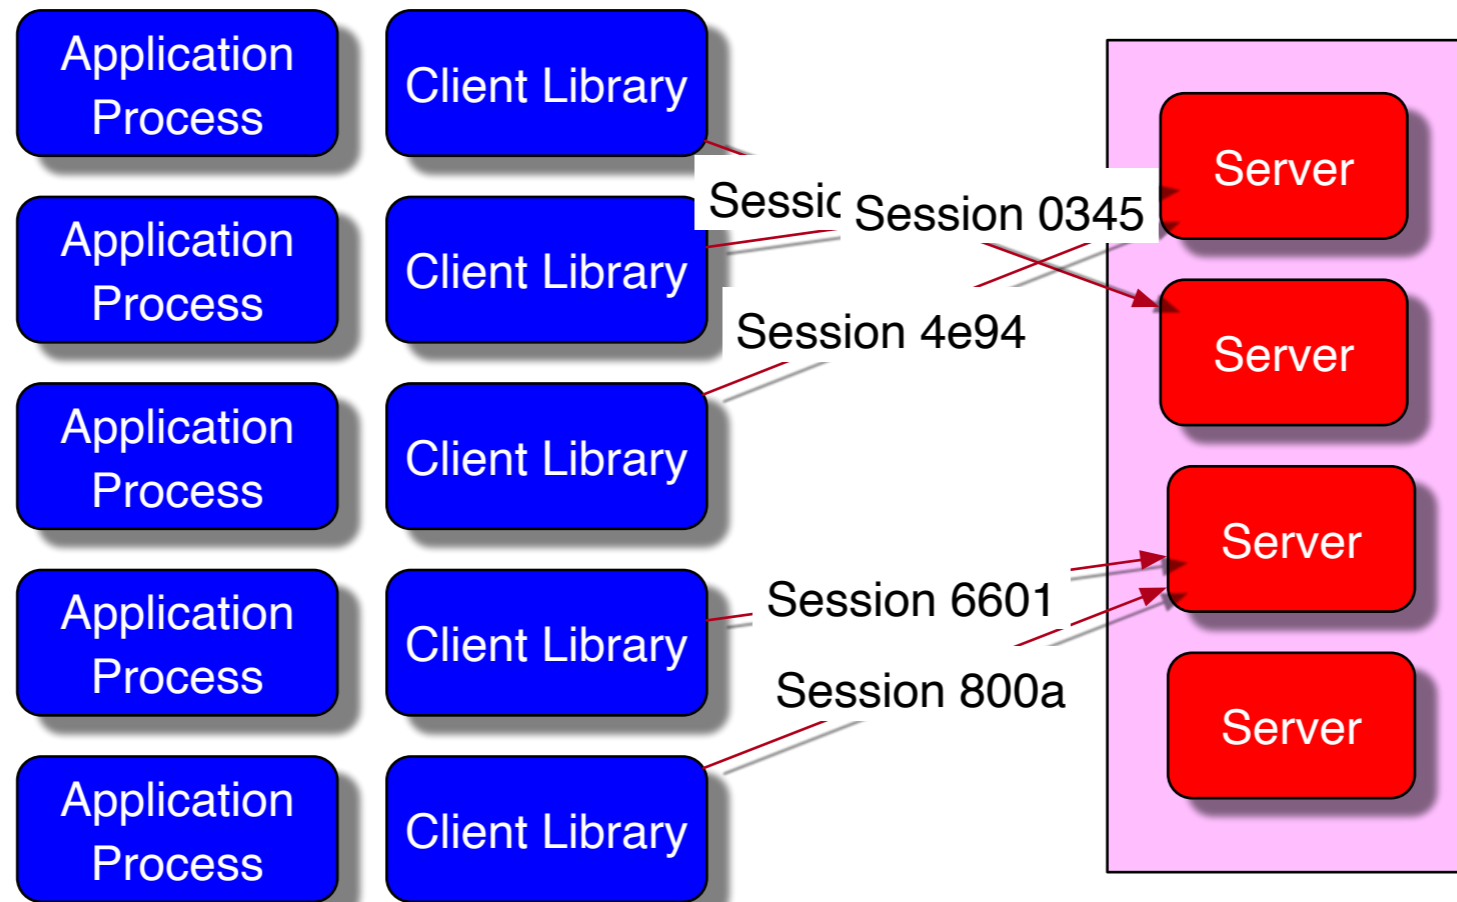 Application
Process
Client Library
Server
Session 0345
Application
Process
Client Library
Session 4e94
Server
Application
Process
Client Library
Server
Application
Process
Client Library
Session 6601
Session 800a
Server
Application
Process
Client Library